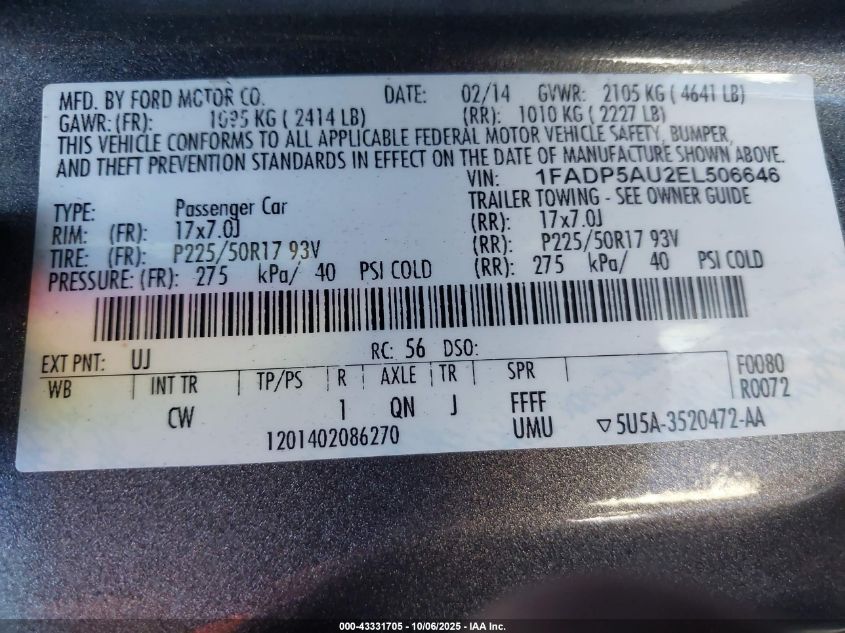 MFD. BY FORD MOTOR CO. DATE: 02/14 GVWR: 2105 KG ( 4641 LB)
GAWR: (FR): 1095 KG ( 2414 LB) (RR): 1010 KG ( 2227 LB)
THIS VEHICLE CONFORMS TO ALL APPLICABLE FEDERAL MOTOR VEHICLE SAFETY, BUMPER,
AND THEFT PREVENTION STANDARDS IN EFFECT ON THE DATE OF MANUFACTURE SHOWN ABOVE.
VIN: 1FADP5AU2EL506646
TYPE: Passenger Car TRAILER TOWING - SEE OWNER GUIDE
RIM: (FR): 17x7.0J (RR): 17x7.0J
TIRE: (FR): P225/50R17 93V (RR): P225/50R17 93V
PRESSURE: (FR): 275 kPa/ 40 PSI COLD (RR): 275 kPa/ 40 PSI COLD
EXT PNT: UJ RC: 56 DSO:
WB INT TR TP/PS R AXLE TR SPR F0080
R0072
CW 1 QN J FFFF
1201402086270 UMU ▽5U5A-3520472-AA
000-43331705 - 10/06/2025 - IAA Inc.